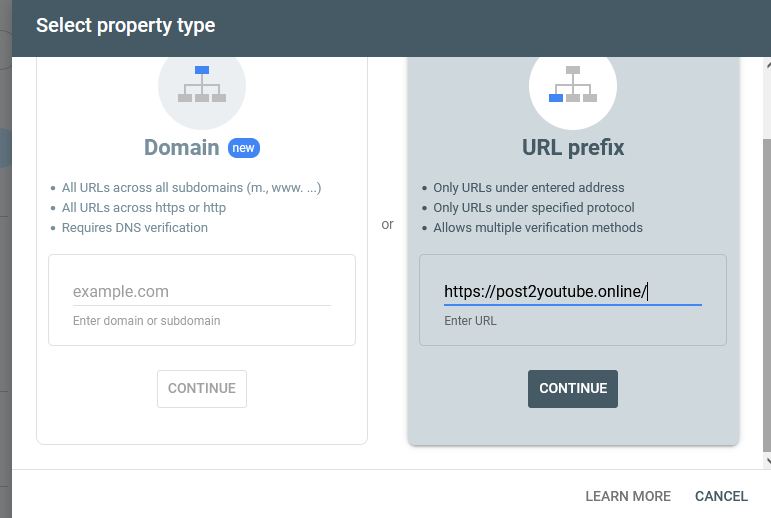 Select property type
Domain new
• All URLs across all subdomains (m., www. ...)
• All URLs across https or http
• Requires DNS verification
example.com
Enter domain or subdomain
CONTINUE
or
URL prefix
• Only URLs under entered address
• Only URLs under specified protocol
• Allows multiple verification methods
https://post2youtube.online/
Enter URL
CONTINUE
LEARN MORE CANCEL